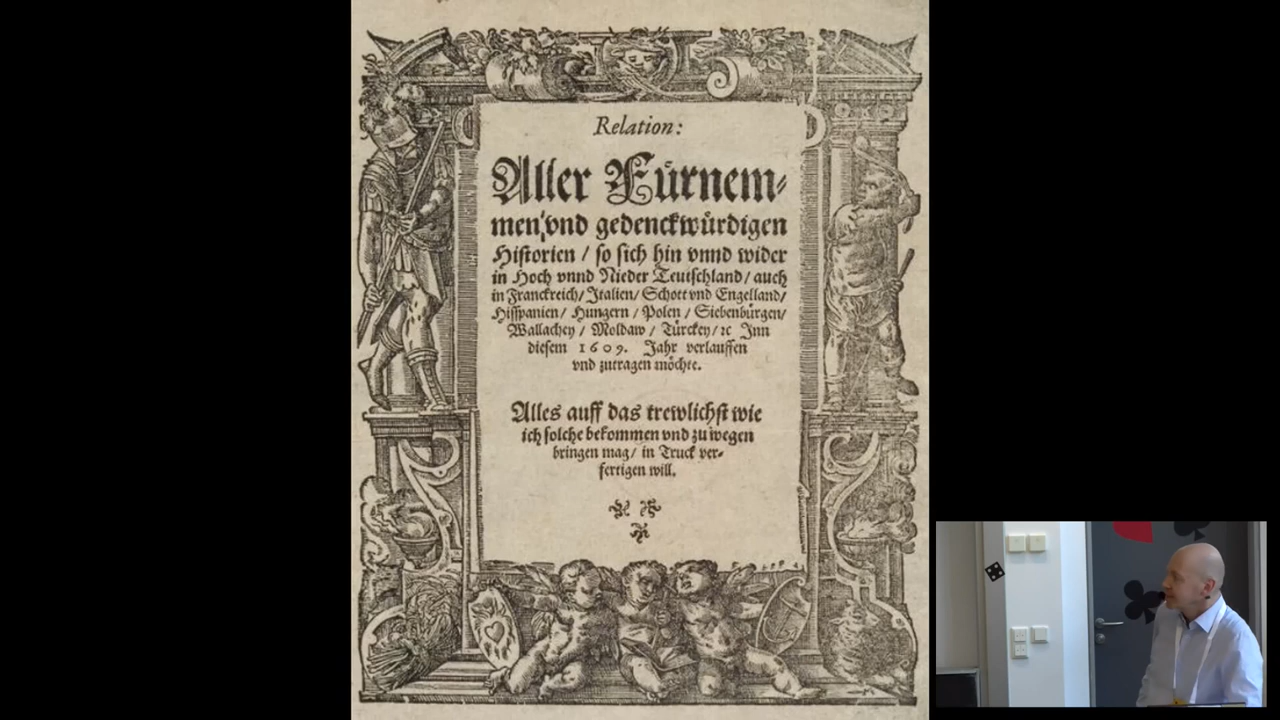 Relation:
Aller Fürnem⸗
men/ vnd gedenckwürdigen
Historien / so sich hin vnnd wider
in Hoch vnnd Nieder Teutschland/ auch
in Franckreich/ Italien/ Schott vnd Engelland/
Hisspanien/ Hungern/ Polen / Siebenbürgen/
Wallachey / Moldaw / Türckey/ ꝛc Inn
diesem 1609. Jahr verlauffen
vnd zutragen möchte.
Alles auff das trewlichst wie
ich solche bekommen vnd zu wegen
bringen mag/ in Truck ver⸗
fertigen will.